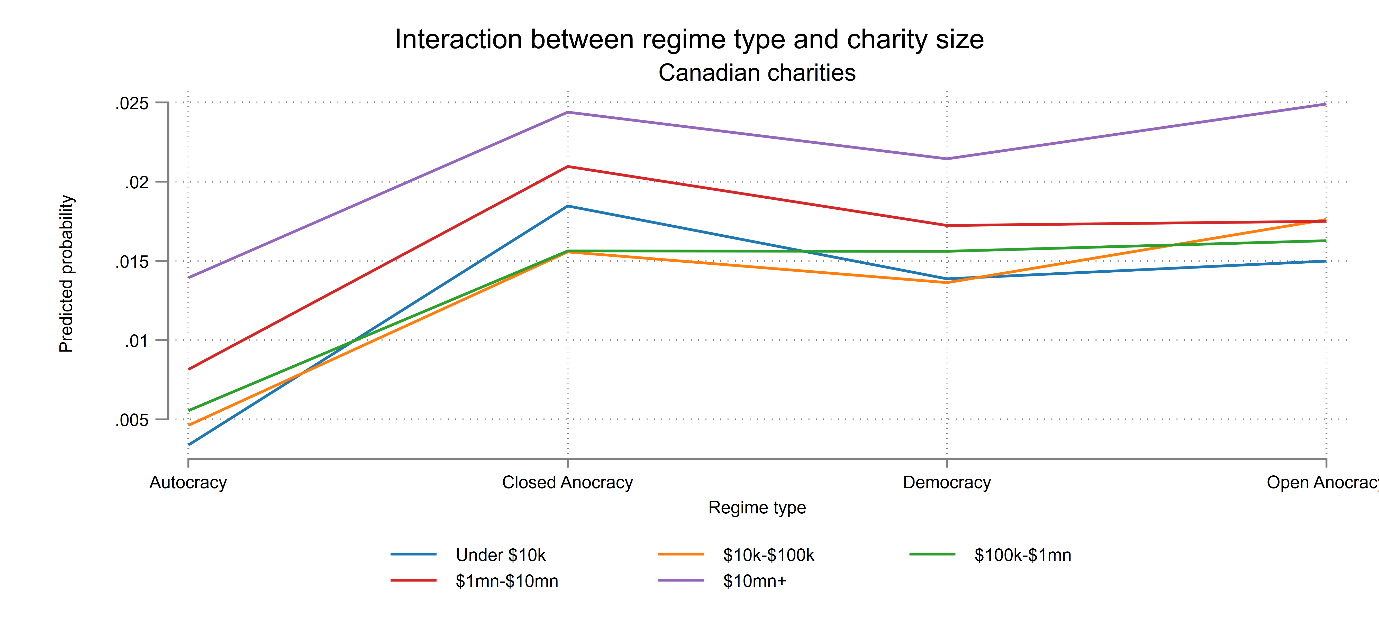 Interaction between regime type and charity size
Canadian charities
Predicted probability
.025
.02
.015
.01
.005
Autocracy Closed Anocracy Democracy Open Anocracy
Regime type
Under $10k $10k-$100k $100k-$1mn
$1mn-$10mn $10mn+